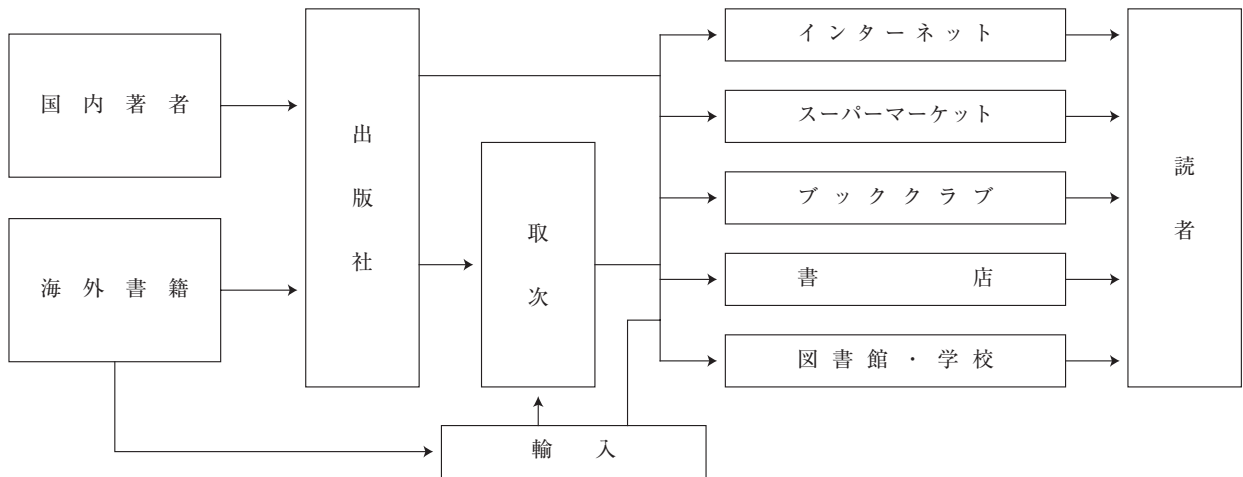 国内著者
海外書籍
出版社
取次
輸入
インターネット
スーパーマーケット
ブッククラブ
書店
図書館・学校
読者